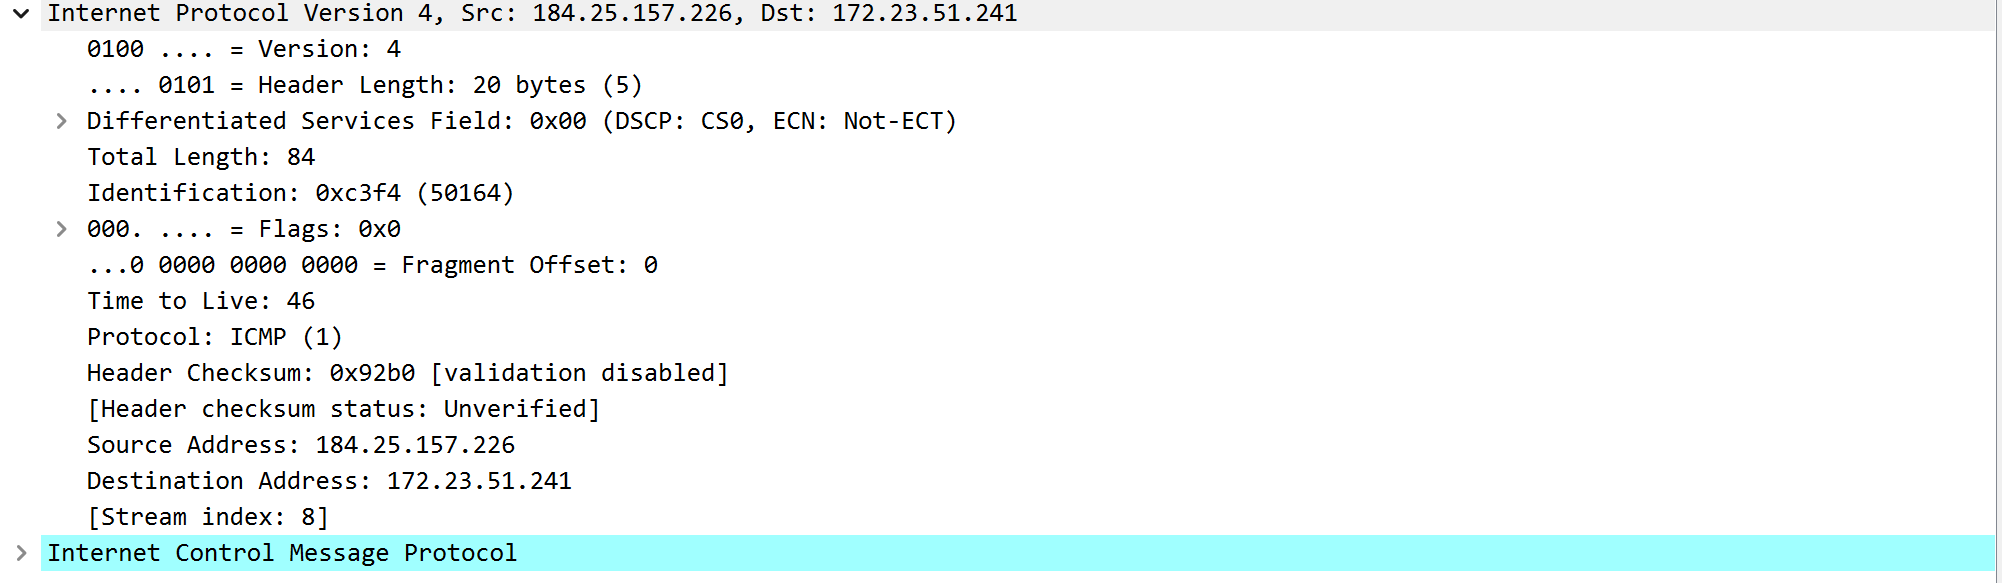 Internet Protocol Version 4, Src: 184.25.157.226, Dst: 172.23.51.241
0100 .... = Version: 4
.... 0101 = Header Length: 20 bytes (5)
Differentiated Services Field: 0x00 (DSCP: CS0, ECN: Not-ECT)
Total Length: 84
Identification: 0xc3f4 (50164)
000. .... = Flags: 0x0
...0 0000 0000 0000 = Fragment Offset: 0
Time to Live: 46
Protocol: ICMP (1)
Header Checksum: 0x92b0 [validation disabled]
[Header checksum status: Unverified]
Source Address: 184.25.157.226
Destination Address: 172.23.51.241
[Stream index: 8]
Internet Control Message Protocol